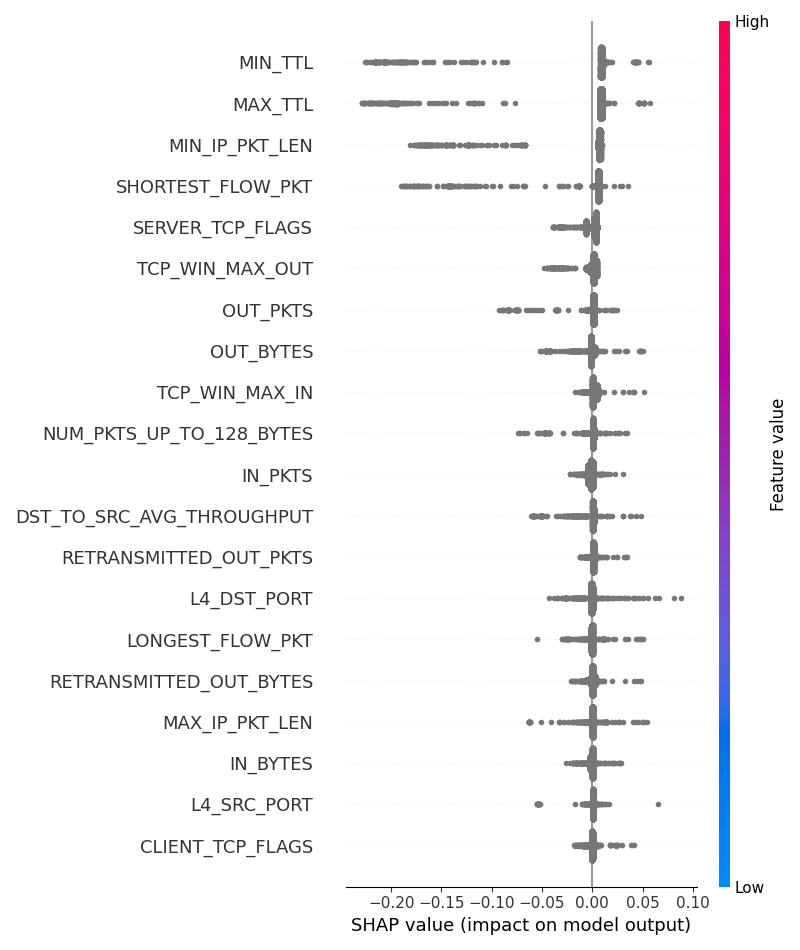 High
MIN_TTL
MAX_TTL
MIN_IP_PKT_LEN
SHORTEST_FLOW_PKT
SERVER_TCP_FLAGS
TCP_WIN_MAX_OUT
OUT_PKTS
OUT_BYTES
TCP_WIN_MAX_IN
NUM_PKTS_UP_TO_128_BYTES
IN_PKTS
DST_TO_SRC_AVG_THROUGHPUT
RETRANSMITTED_OUT_PKTS
L4_DST_PORT
LONGEST_FLOW_PKT
RETRANSMITTED_OUT_BYTES
MAX_IP_PKT_LEN
IN_BYTES
L4_SRC_PORT
CLIENT_TCP_FLAGS
Feature value
Low
−0.20 −0.15 −0.10 −0.05 0.00 0.05 0.10
SHAP value (impact on model output)